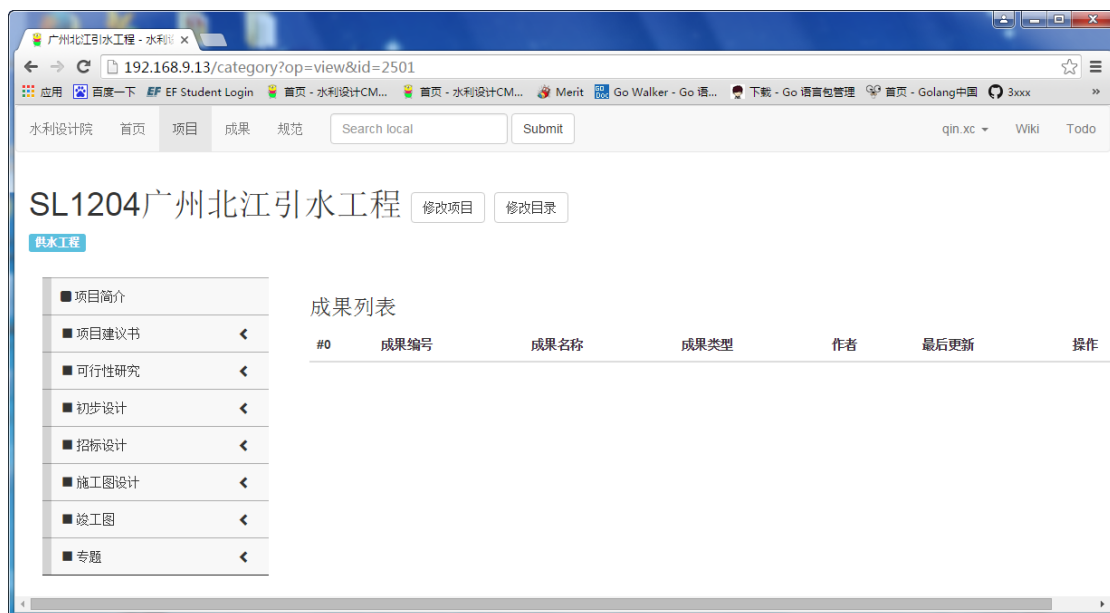 广州北江引水工程 - 水利
192.168.9.13/category?op=view&id=2501
应用 百度一下 EF EF Student Login 首页 - 水利设计CM... 首页 - 水利设计CM... Merit Go Walker - Go 语... 下载 - Go 语言包管理 首页 - Golang中国 3xxx »
水利设计院 首页 项目 成果 规范 Search local Submit qin.xc Wiki Todo
SL1204广州北江引水工程 修改项目 修改目录
供水工程
项目简介
项目建议书
可行性研究
初步设计
招标设计
施工图设计
竣工图
专题
成果列表
#0 成果编号 成果名称 成果类型 作者 最后更新 操作